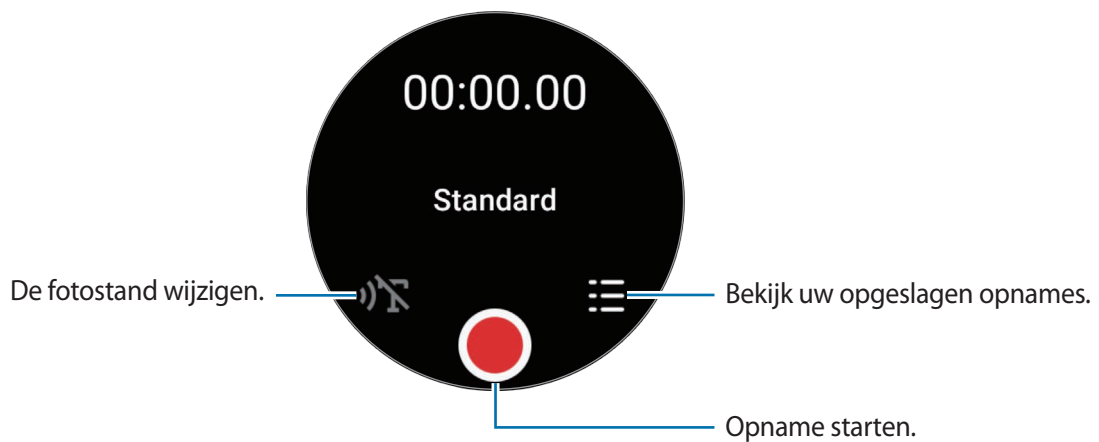 00:00.00
Standard
De fotostand wijzigen.
Bekijk uw opgeslagen opnames.
Opname starten.